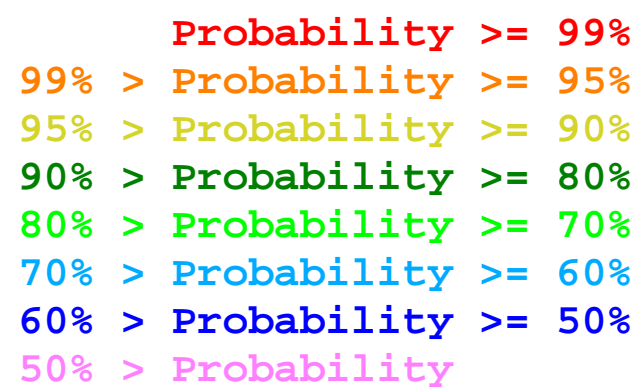 Probability >= 99%
99% > Probability >= 95%
95% > Probability >= 90%
90% > Probability >= 80%
80% > Probability >= 70%
70% > Probability >= 60%
60% > Probability >= 50%
50% > Probability